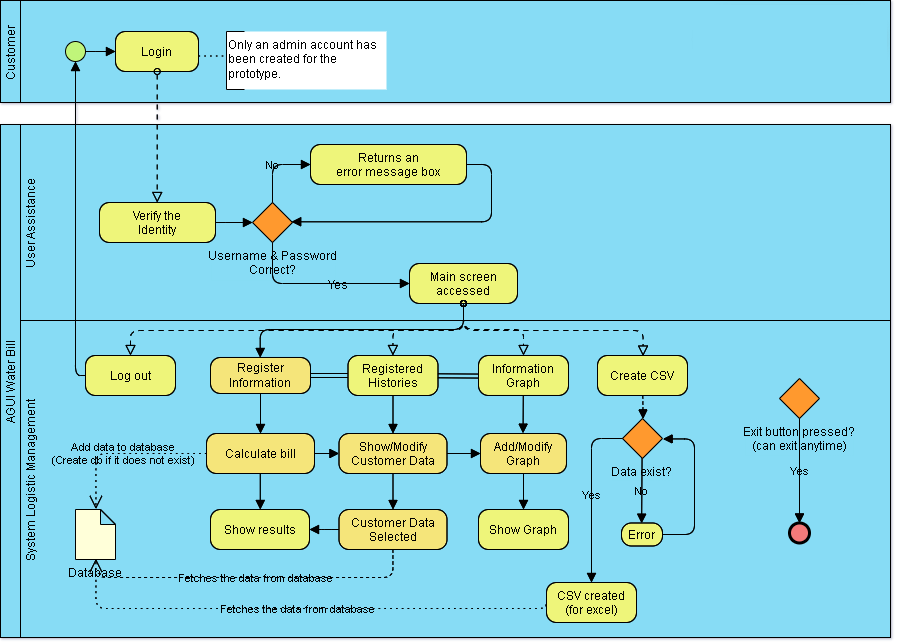 Customer
Login
Only an admin account has
been created for the
prototype.
AGUI Water Bill
User Assistance
No
Returns an
error message box
Verify the
Identity
Username & Password
Correct?
Yes
Main screen
accessed
System Logistic Management
Log out
Register
Information
Registered
Histories
Information
Graph
Create CSV
Exit button pressed?
(can exit anytime)
Yes
Add data to database
(Create db if it does not exist)
Calculate bill
Show/Modify
Customer Data
Add/Modify
Graph
Data exist?
Yes
No
Show results
Customer Data
Selected
Show Graph
Error
Database
Fetches the data from database
Fetches the data from database
CSV created
(for excel)